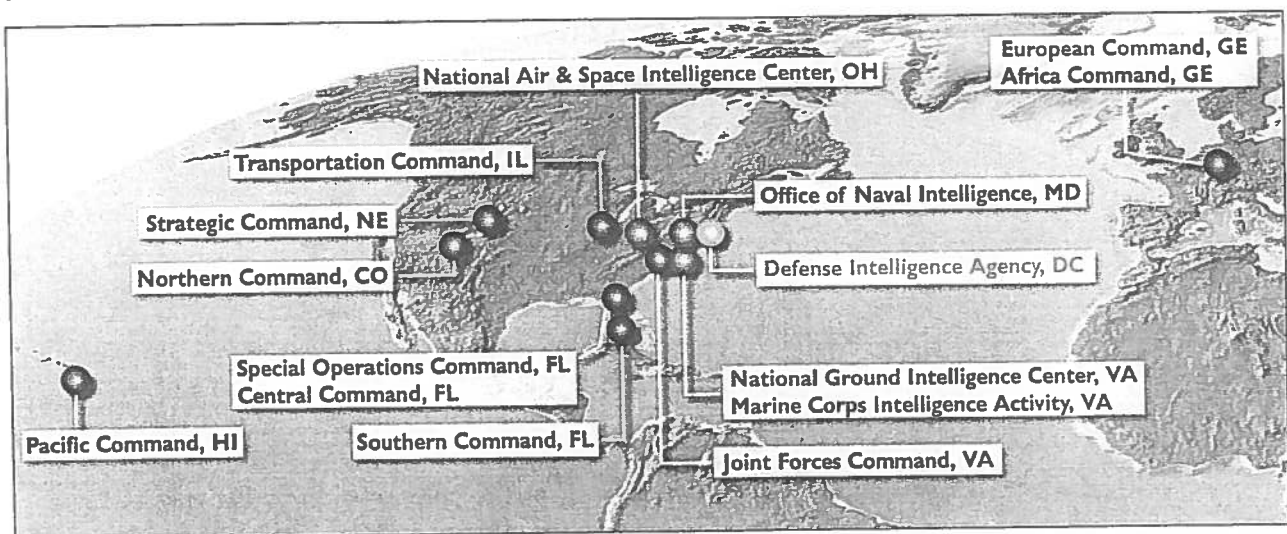 European Command, GE
Africa Command, GE
National Air & Space Intelligence Center, OH
Transportation Command, IL
Office of Naval Intelligence, MD
Strategic Command, NE
Defense Intelligence Agency, DC
Northern Command, CO
Special Operations Command, FL
Central Command, FL
National Ground Intelligence Center, VA
Marine Corps Intelligence Activity, VA
Pacific Command, HI
Southern Command, FL
Joint Forces Command, VA